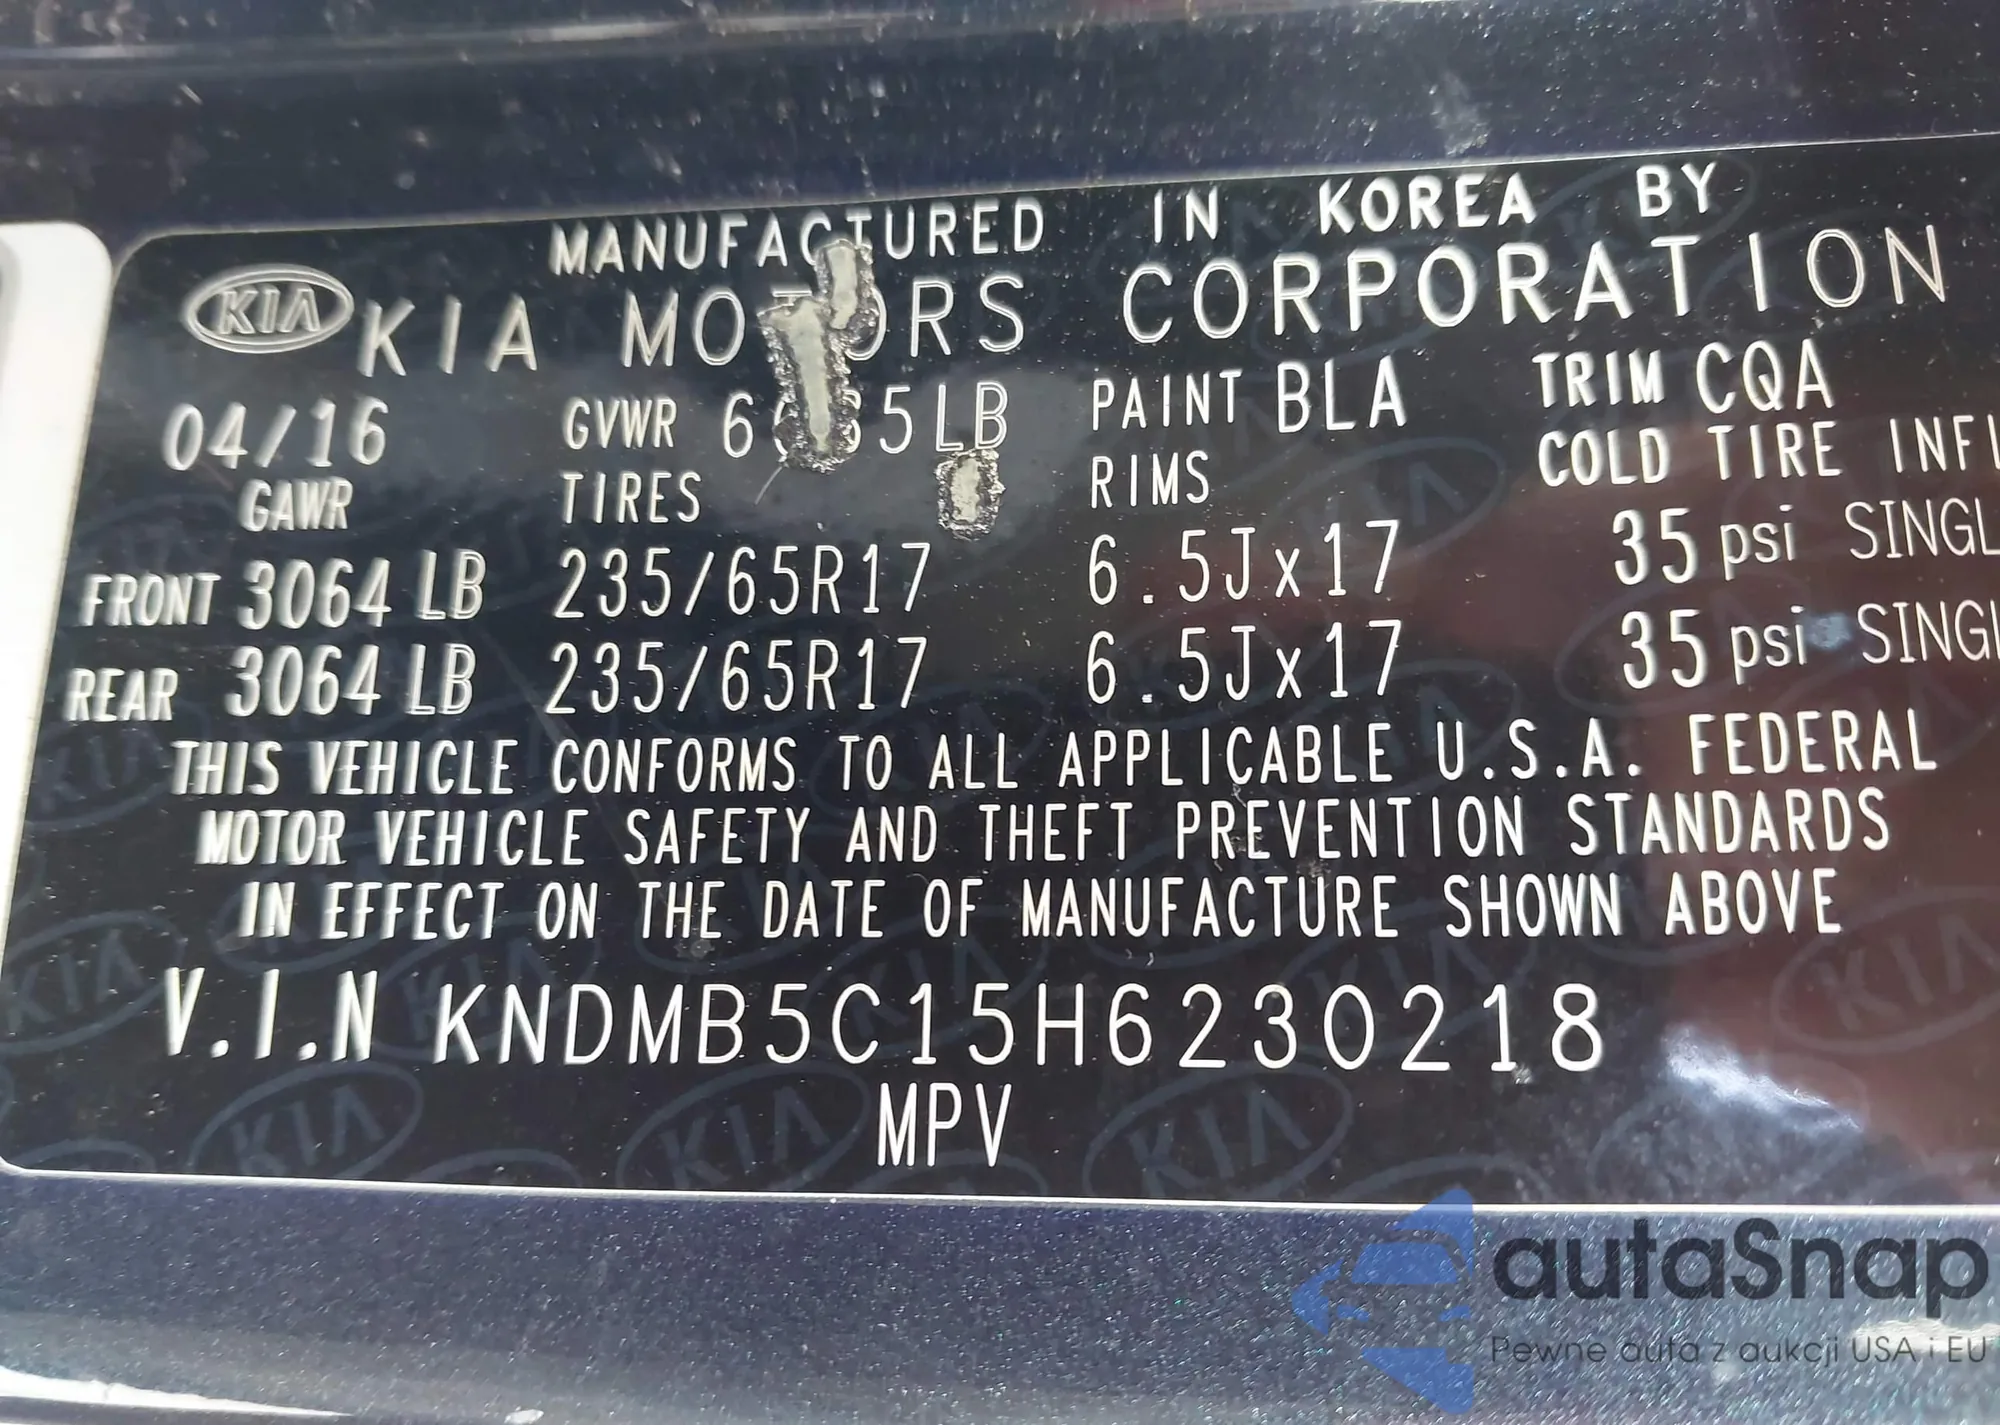 MANUFACTURED IN KOREA BY
KIA KIA MOTORS CORPORATION
04/16 GVWR PAINT BLA TRIM CQA
GAWR TIRES RIMS COLD TIRE INFL
FRONT 3064 LB 235/65R17 6.5Jx17 35 psi SINGL
REAR 3064 LB 235/65R17 6.5Jx17 35 psi SINGL
THIS VEHICLE CONFORMS TO ALL APPLICABLE U.S.A. FEDERAL
MOTOR VEHICLE SAFETY AND THEFT PREVENTION STANDARDS
IN EFFECT ON THE DATE OF MANUFACTURE SHOWN ABOVE
V.I.N KNDMB5C15H6230218
MPV
autaSnap
Pewne auta z aukcji USA i EU